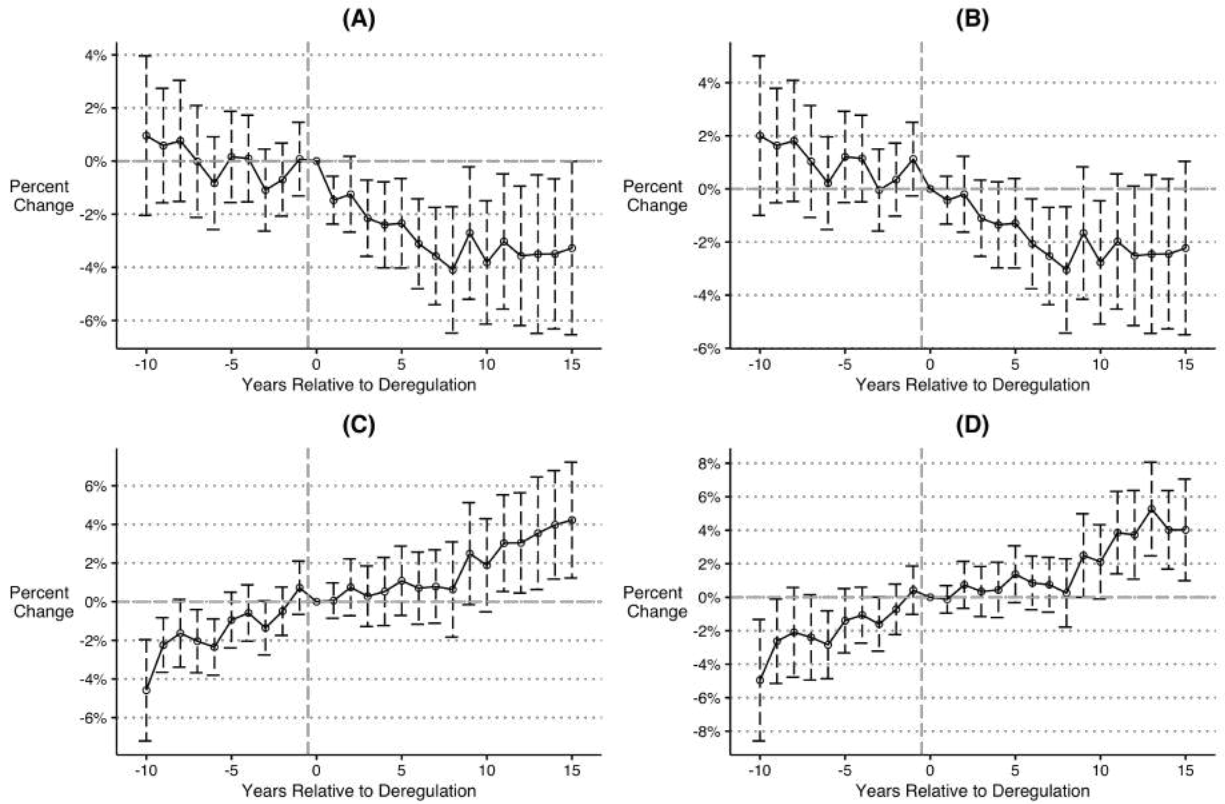 (A)
4%
2%
0%
-2%
-4%
-6%
Percent
Change
-10 -5 0 5 10 15
Years Relative to Deregulation
(B)
4%
2%
0%
-2%
-4%
-6%
Percent
Change
-10 -5 0 5 10 15
Years Relative to Deregulation
(C)
6%
4%
2%
0%
-2%
-4%
-6%
Percent
Change
-10 -5 0 5 10 15
Years Relative to Deregulation
(D)
8%
6%
4%
2%
0%
-2%
-4%
-6%
-8%
Percent
Change
-10 -5 0 5 10 15
Years Relative to Deregulation